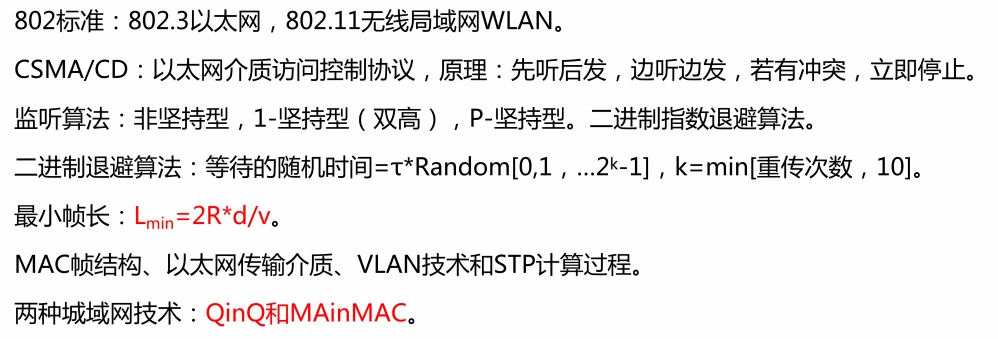 802标准：802.3以太网，802.11无线局域网WLAN。
CSMA/CD：以太网介质访问控制协议，原理：先听后发，边听边发，若有冲突，立即停止。
监听算法：非坚持型，1-坚持型（双高），P-坚持型。二进制指数退避算法。
二进制退避算法：等待的随机时间=τ*Random[0,1，…2ᵏ-1]，k=min[重传次数，10]。
最小帧长：Lmin=2R*d/v。
MAC帧结构、以太网传输介质、VLAN技术和STP计算过程。
两种城域网技术：QinQ和MAinMAC。